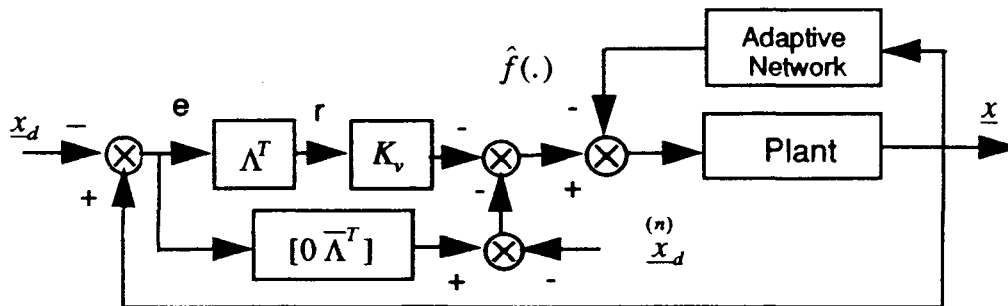 Adaptive
Network
f̂(.)
-
e
r
-
x_d
-
Λ^T
K_v
Plant
x
+
-
+
[0 Λ̅^T]
+
-
(n)
x_d